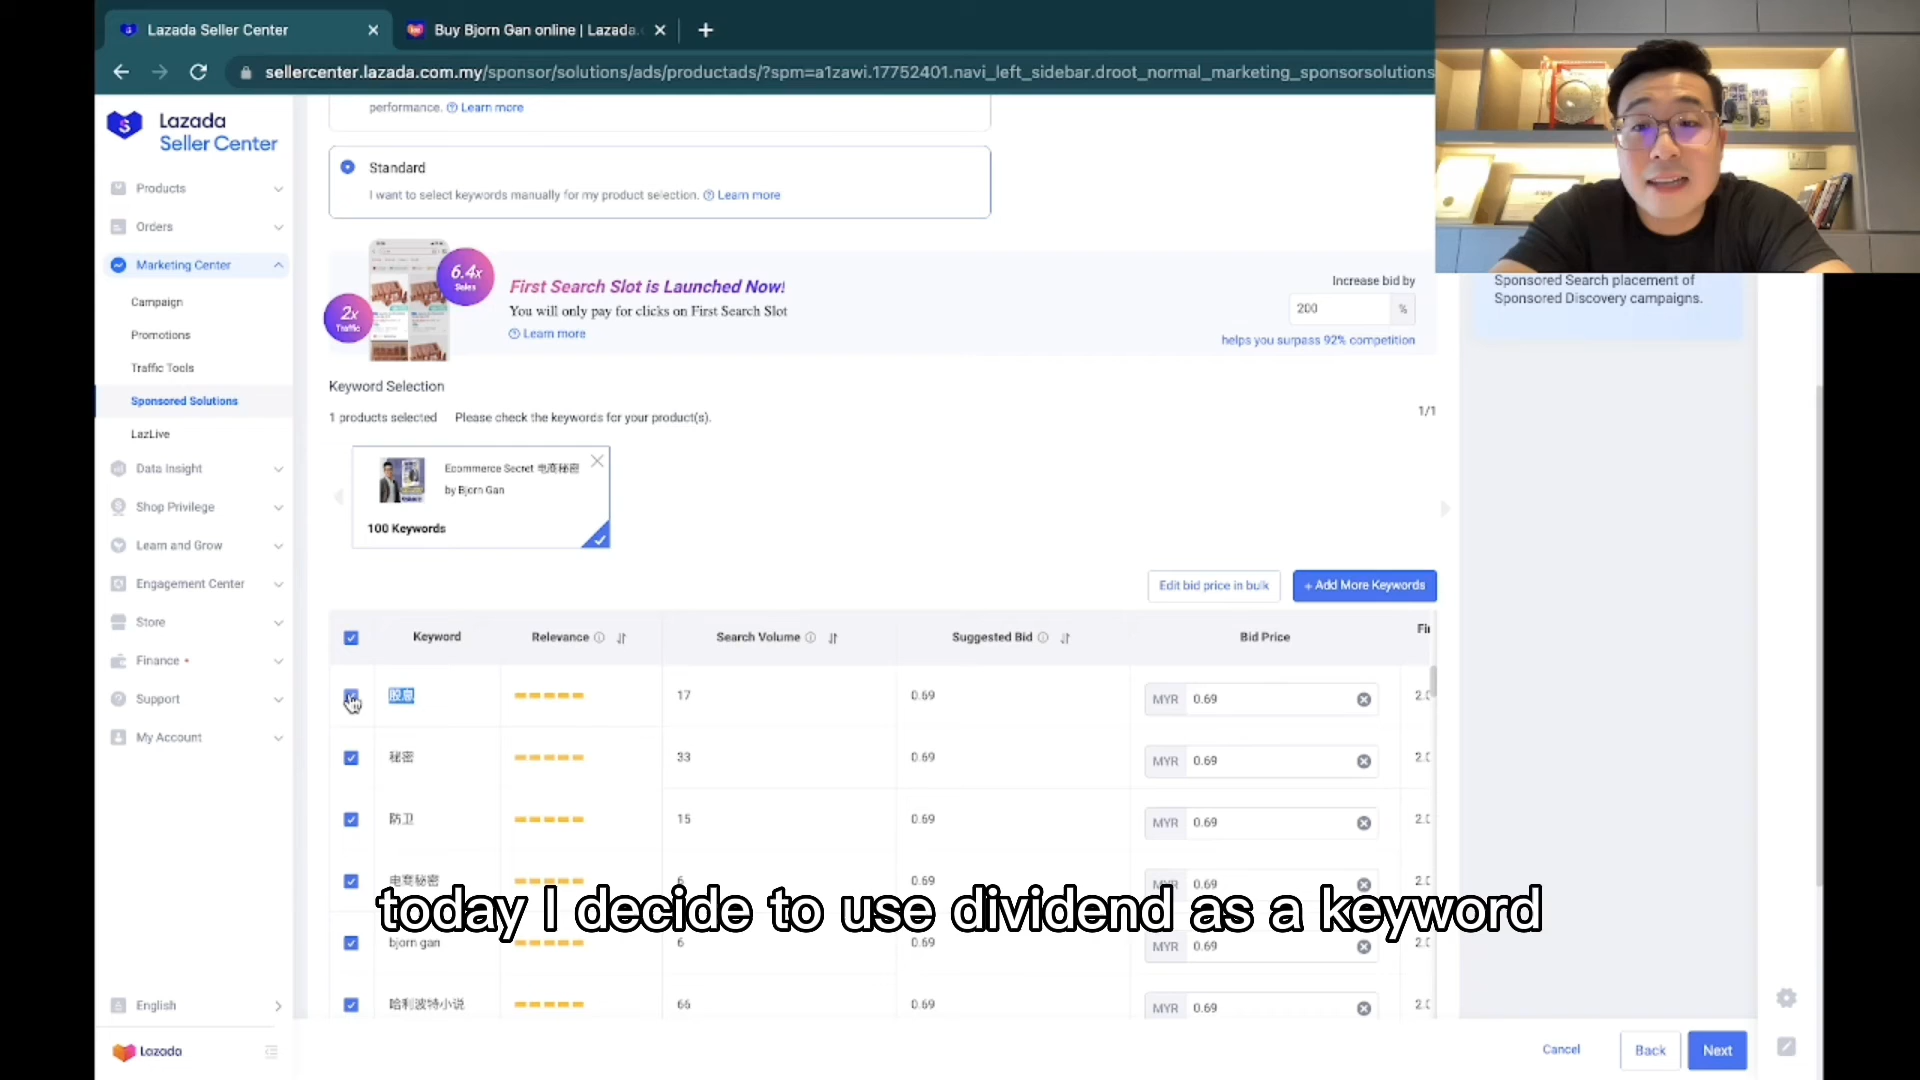 Lazada Seller Center
Buy Bjorn Gan online | Lazada.
sellercenter.lazada.com.my/sponsor/solutions/ads/productads/?spm=a1zawi.17752401.navi_left_sidebar.droot_normal_marketing_sponsorsolutions
Lazada
Seller Center
Products
Orders
Marketing Center
Campaign
Promotions
Traffic Tools
Sponsored Solutions
LazLive
Data Insight
Shop Privilege
Learn and Grow
Engagement Center
Store
Finance
Support
My Account
English
Lazada
performance. Learn more
Standard
I want to select keywords manually for my product selection. Learn more
6.4x
Sales
2x
Traffic
First Search Slot is Launched Now!
You will only pay for clicks on First Search Slot
Learn more
Increase bid by
200 %
helps you surpass 92% competition
Sponsored Search placement of
Sponsored Discovery campaigns.
Keyword Selection
1 products selected Please check the keywords for your product(s).
1/1
Ecommerce Secret 电商秘密
by Bjorn Gan
100 Keywords
Edit bid price in bulk
+ Add More Keywords
Keyword Relevance Search Volume Suggested Bid Bid Price Fir
股息 17 0.69 MYR 0.69 2.0
秘密 33 0.69 MYR 0.69 2.0
防卫 15 0.69 MYR 0.69 2.0
电商秘密 6 0.69 MYR 0.69 2.0
today I decide to use dividend as a keyword
bjorn gan 6 0.69 MYR 0.69 2.0
哈利波特小说 66 0.69 MYR 0.69 2.0
Cancel
Back
Next